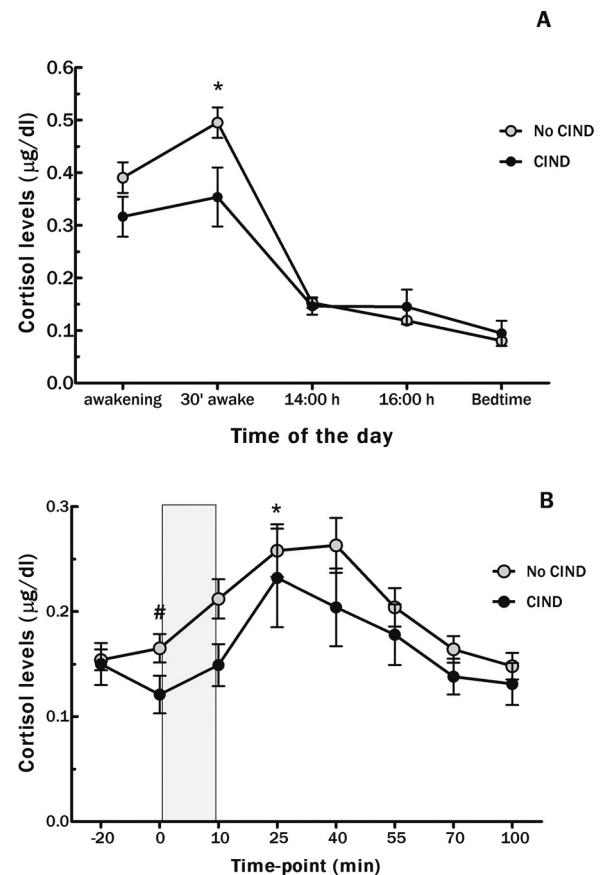 A
0.6
*
0.5
No CIND
CIND
0.4
0.3
0.2
0.1
0.0
Cortisol levels (μg/dl)
awakening 30' awake 14:00 h 16:00 h Bedtime
Time of the day
B
0.3
*
No CIND
CIND
#
0.2
0.1
0.0
Cortisol levels (μg/dl)
-20 0 10 25 40 55 70 100
Time-point (min)